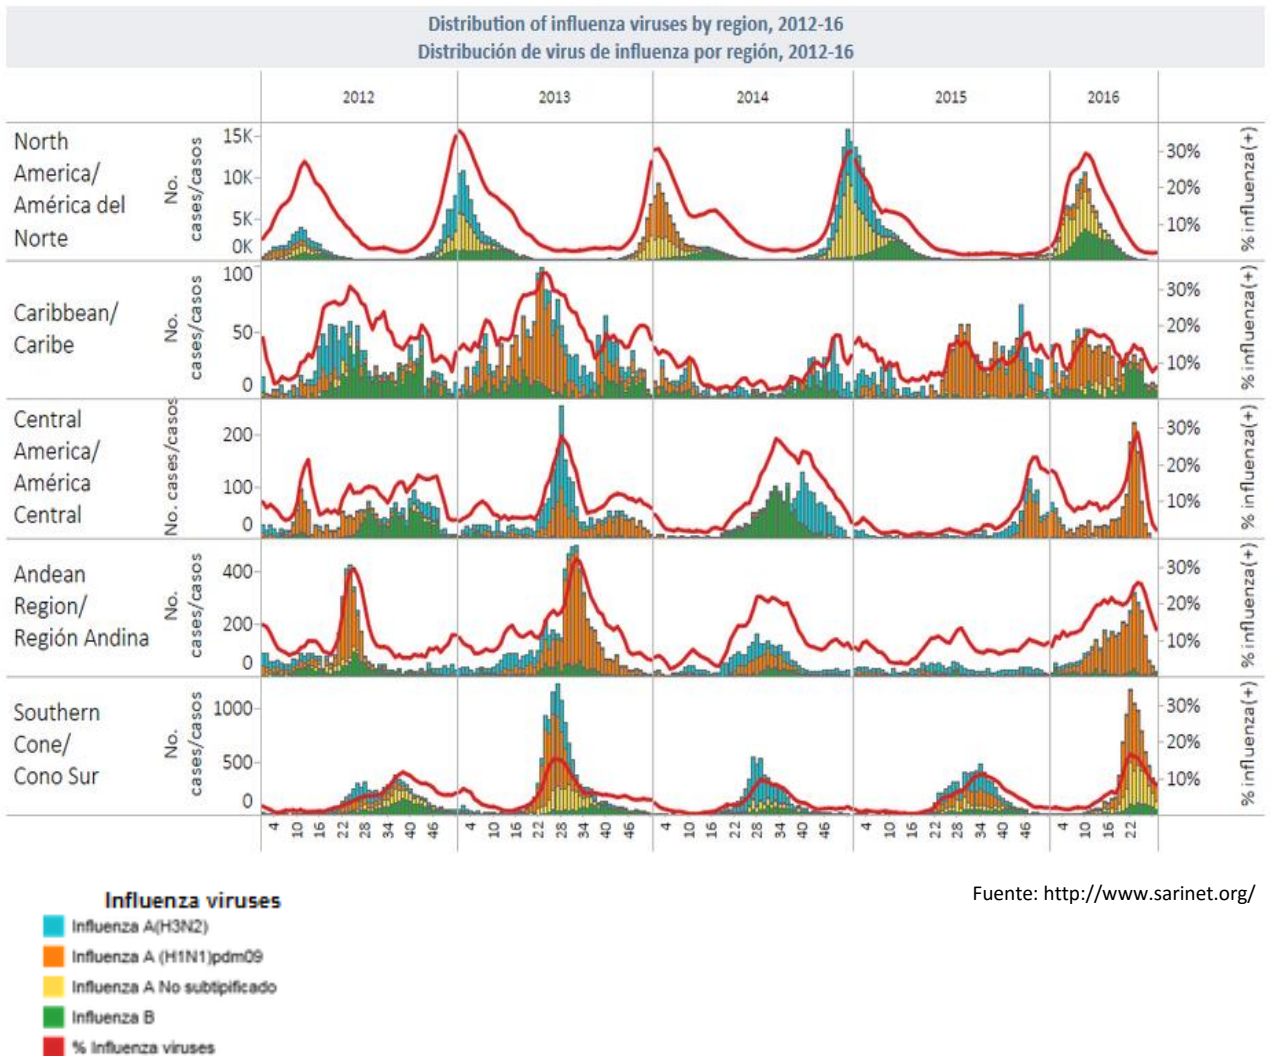 Distribution of influenza viruses by region, 2012-16
Distribución de virus de influenza por región, 2012-16
2012 2013 2014 2015 2016
North
America/
América del
Norte
No.
cases/casos
15K
10K
5K
0K
30%
20%
10%
% influenza(+)
Caribbean/
Caribe
No.
cases/casos
100
50
0
30%
20%
10%
% influenza(+)
Central
America/
América
Central
No. cases/casos
200
100
0
30%
20%
10%
% influenza(+)
Andean
Region/
Región Andina
No.
cases/casos
400
200
0
30%
20%
10%
% influenza(+)
Southern
Cone/
Cono Sur
No.
cases/casos
1000
500
0
30%
20%
10%
% influenza(+)
4 10 16 22 28 34 40 46 4 10 16 22 28 34 40 46 4 10 16 22 28 34 40 46 4 10 16 22 28 34 40 46 4 10 16 22
Influenza viruses
Influenza A(H3N2)
Influenza A (H1N1)pdm09
Influenza A No subtipificado
Influenza B
% Influenza viruses
Fuente: http://www.sarinet.org/